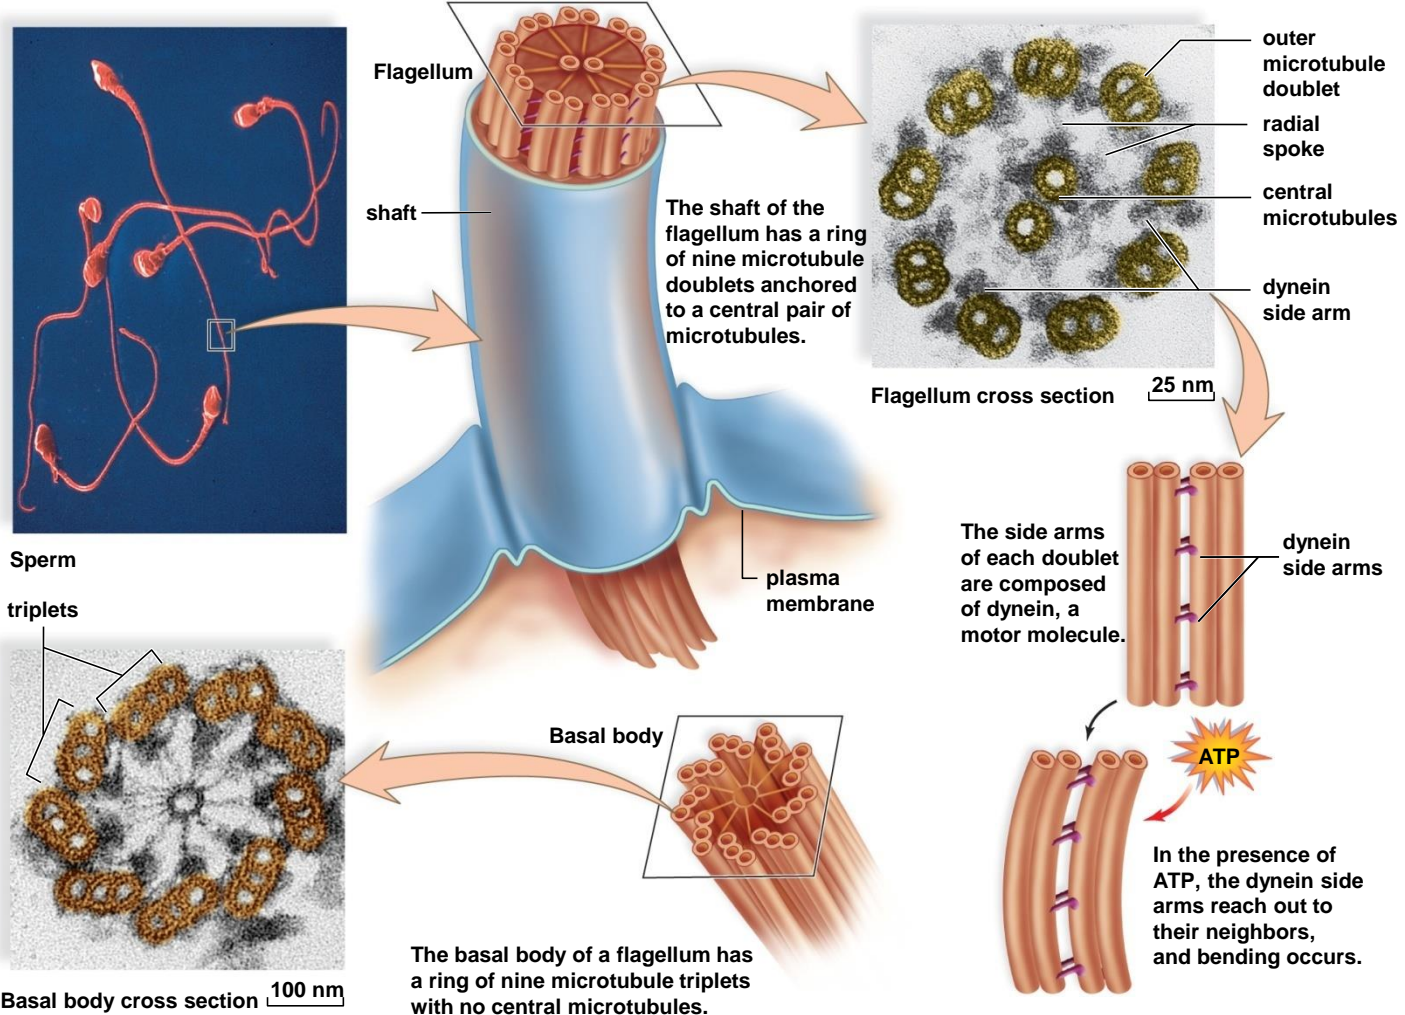 Flagellum
shaft
The shaft of the
flagellum has a ring
of nine microtubule
doublets anchored
to a central pair of
microtubules.
outer
microtubule
doublet
radial
spoke
central
microtubules
dynein
side arm
Flagellum cross section
25 nm
Sperm
plasma
membrane
The side arms
of each doublet
are composed
of dynein, a
motor molecule.
dynein
side arms
triplets
Basal body
ATP
In the presence of
ATP, the dynein side
arms reach out to
their neighbors,
and bending occurs.
The basal body of a flagellum has
a ring of nine microtubule triplets
with no central microtubules.
Basal body cross section
100 nm